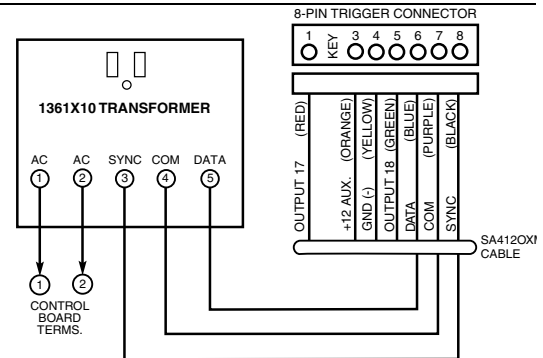 8-PIN TRIGGER CONNECTOR
1 KEY 3 4 5 6 7 8
1361X10 TRANSFORMER
AC AC SYNC COM DATA
1 2 3 4 5
OUTPUT 17 (RED)
+12 AUX. (ORANGE)
GND (-) (YELLOW)
OUTPUT 18 (GREEN)
DATA (BLUE)
COM (PURPLE)
SYNC (BLACK)
SA412OXM
CABLE
1 2
CONTROL
BOARD
TERMS.